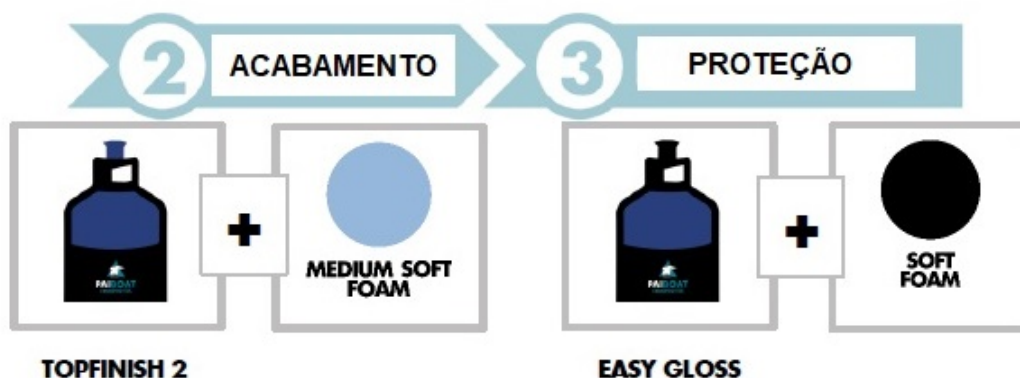 2 ACABAMENTO
3 PROTEÇÃO
+
MEDIUM SOFT
FOAM
+
SOFT
FOAM
TOPFINISH 2
EASY GLOSS